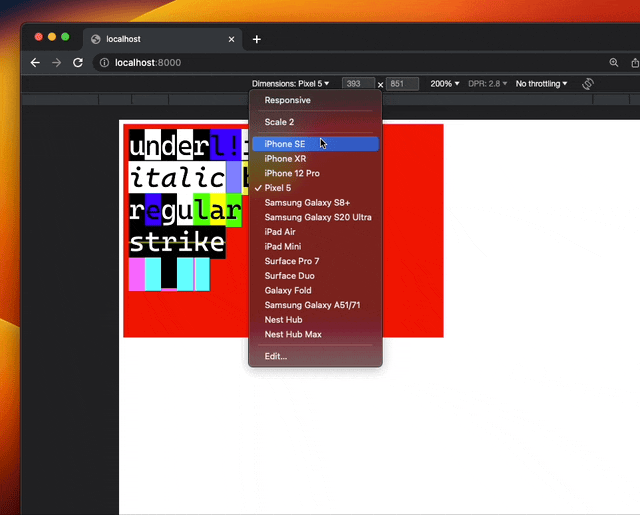 localhost
localhost:8000
Dimensions: Pixel 5 393 × 851 200% DPR: 2.8 No throttling
Responsive
Scale 2
iPhone SE
iPhone XR
iPhone 12 Pro
Pixel 5
Samsung Galaxy S8+
Samsung Galaxy S20 Ultra
iPad Air
iPad Mini
Surface Pro 7
Surface Duo
Galaxy Fold
Samsung Galaxy A51/71
Nest Hub
Nest Hub Max
Edit...
italic
regular
strike